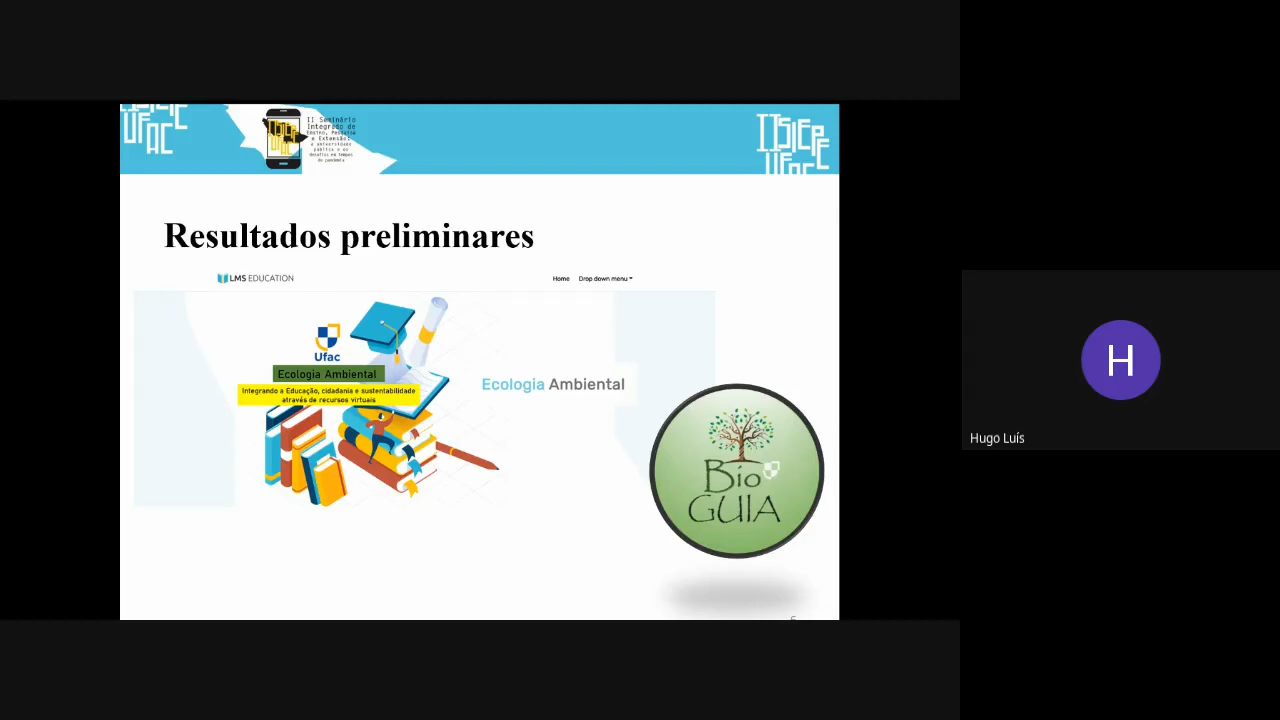 II Seminário
Integrado de
Ensino, Pesquisa
e Extensão:
a universidade
pública e os
desafios em tempos
de pandemia
IISIEPE
UFAC
UFAC
Resultados preliminares
LMS EDUCATION
Home Drop down menu
Ufac
Ecologia Ambiental
Integrando a Educação, cidadania e sustentabilidade
através de recursos virtuais
Ecologia Ambiental
Bio
GUIA
H
Hugo Luís